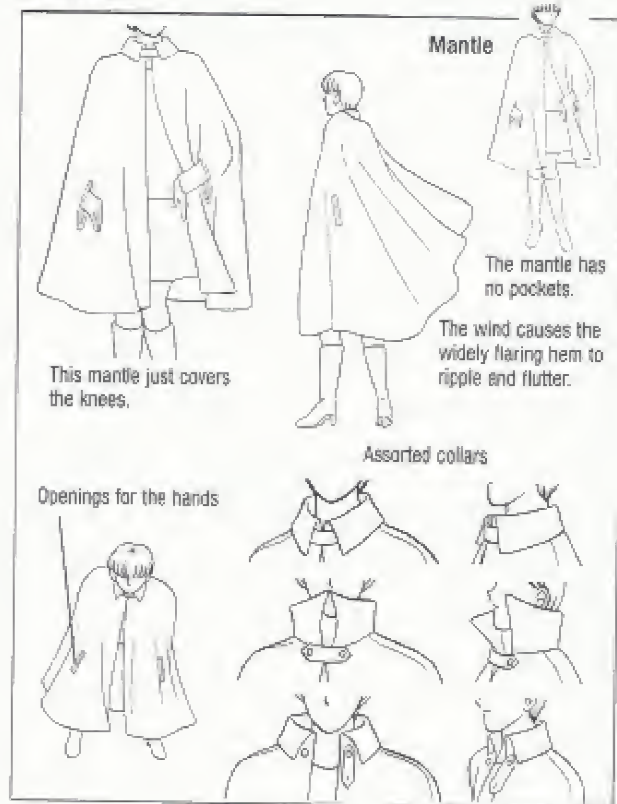 Mantle
The mantle has
no pockets.
The wind causes the
widely flaring hem to
ripple and flutter.
This mantle just covers
the knees.
Assorted collars
Openings for the hands